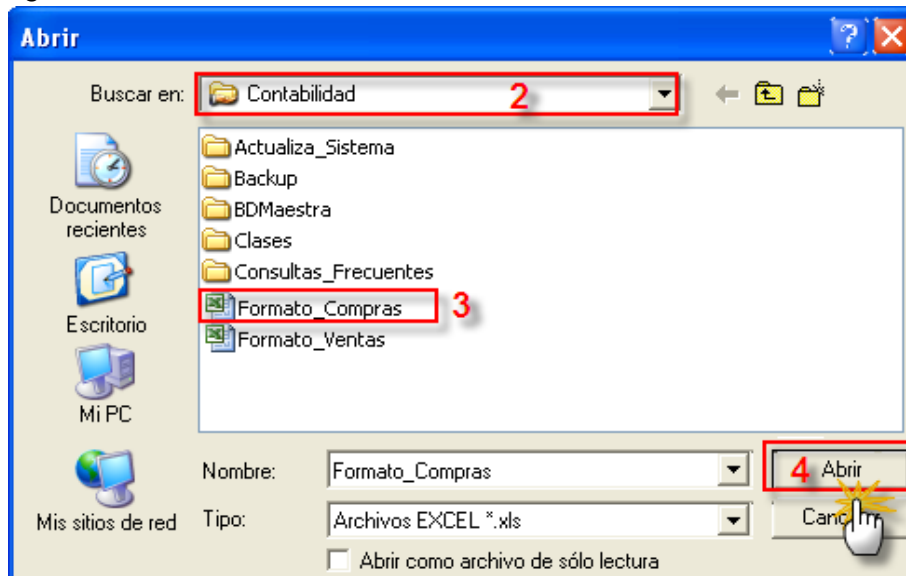 Abrir
Buscar en: Contabilidad 2
Actualiza_Sistema
Backup
BDMaestra
Clases
Consultas_Frecuentes
Formato_Compras 3
Formato_Ventas
Documentos
recientes
Escritorio
Mi PC
Mis sitios de red
Nombre: Formato_Compras 4 Abrir
Tipo: Archivos EXCEL *.xls
Abrir como archivo de sólo lectura